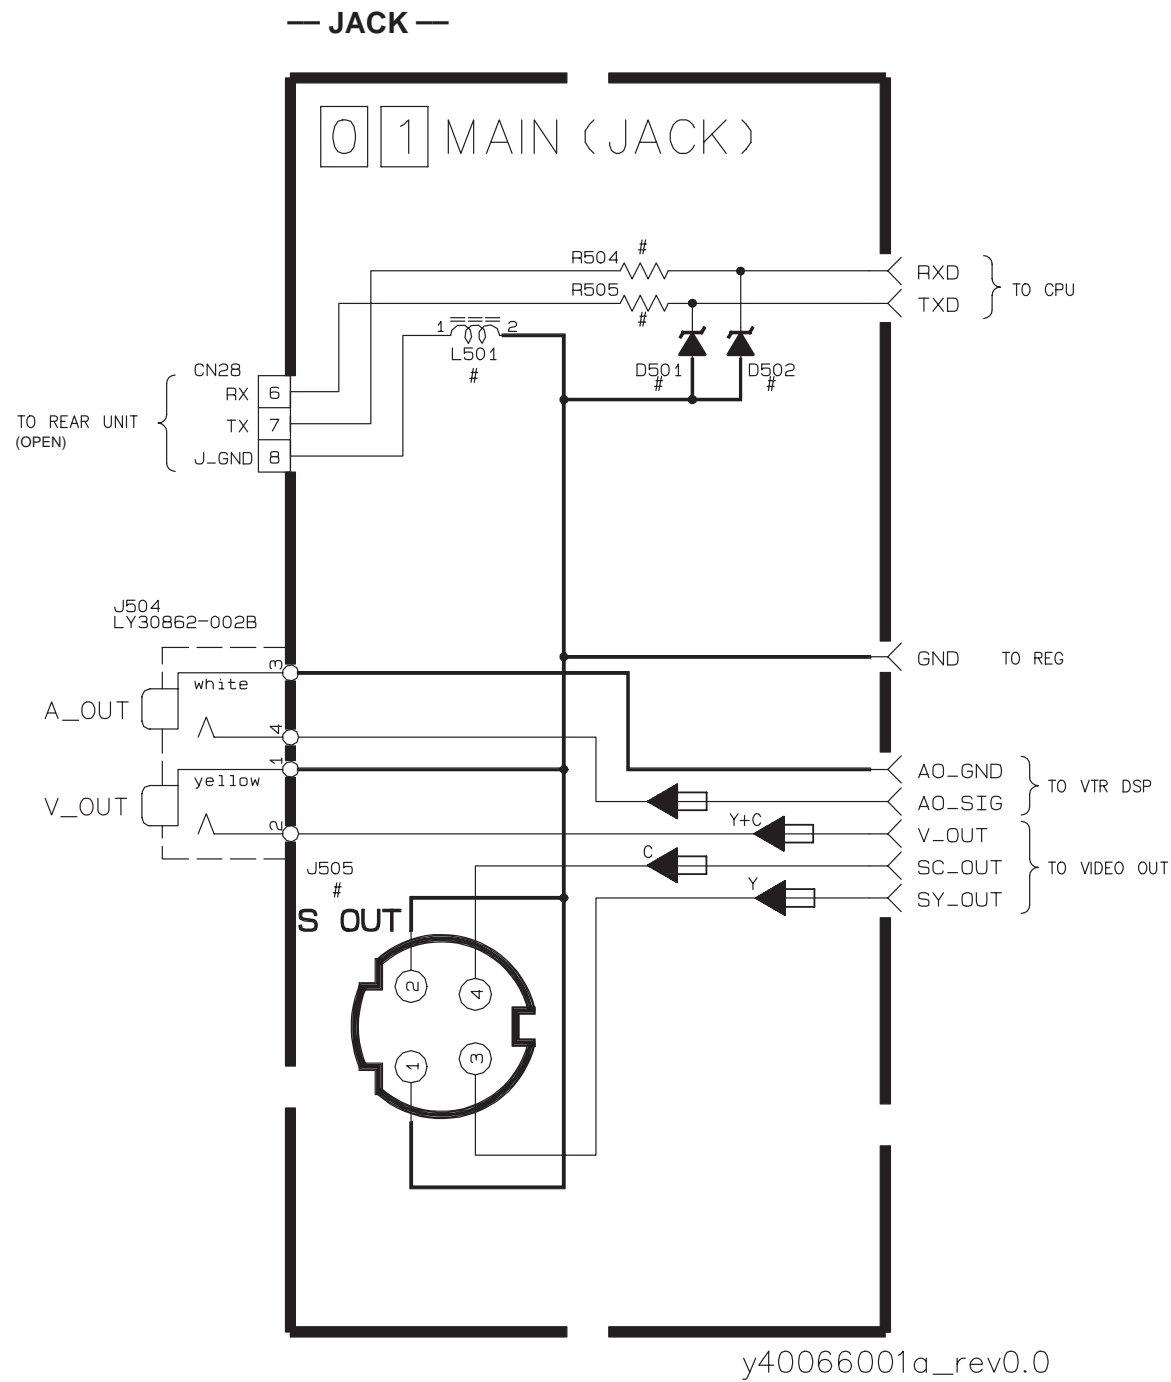 — JACK —
0 1 MAIN (JACK)
R504 #
R505 #
RXD
TXD
TO CPU
1 2
L501
#
D501
#
D502
#
CN28
RX 6
TX 7
J_GND 8
TO REAR UNIT
(OPEN)
J504
LY30862-002B
GND TO REG
3
white
A_OUT
4
1
yellow
V_OUT
2
AO_GND
AO_SIG
TO VTR DSP
Y+C
V_OUT
C
SC_OUT
Y
SY_OUT
TO VIDEO OUT
J505
#
S OUT
2
4
1
3
y40066001a_rev0.0